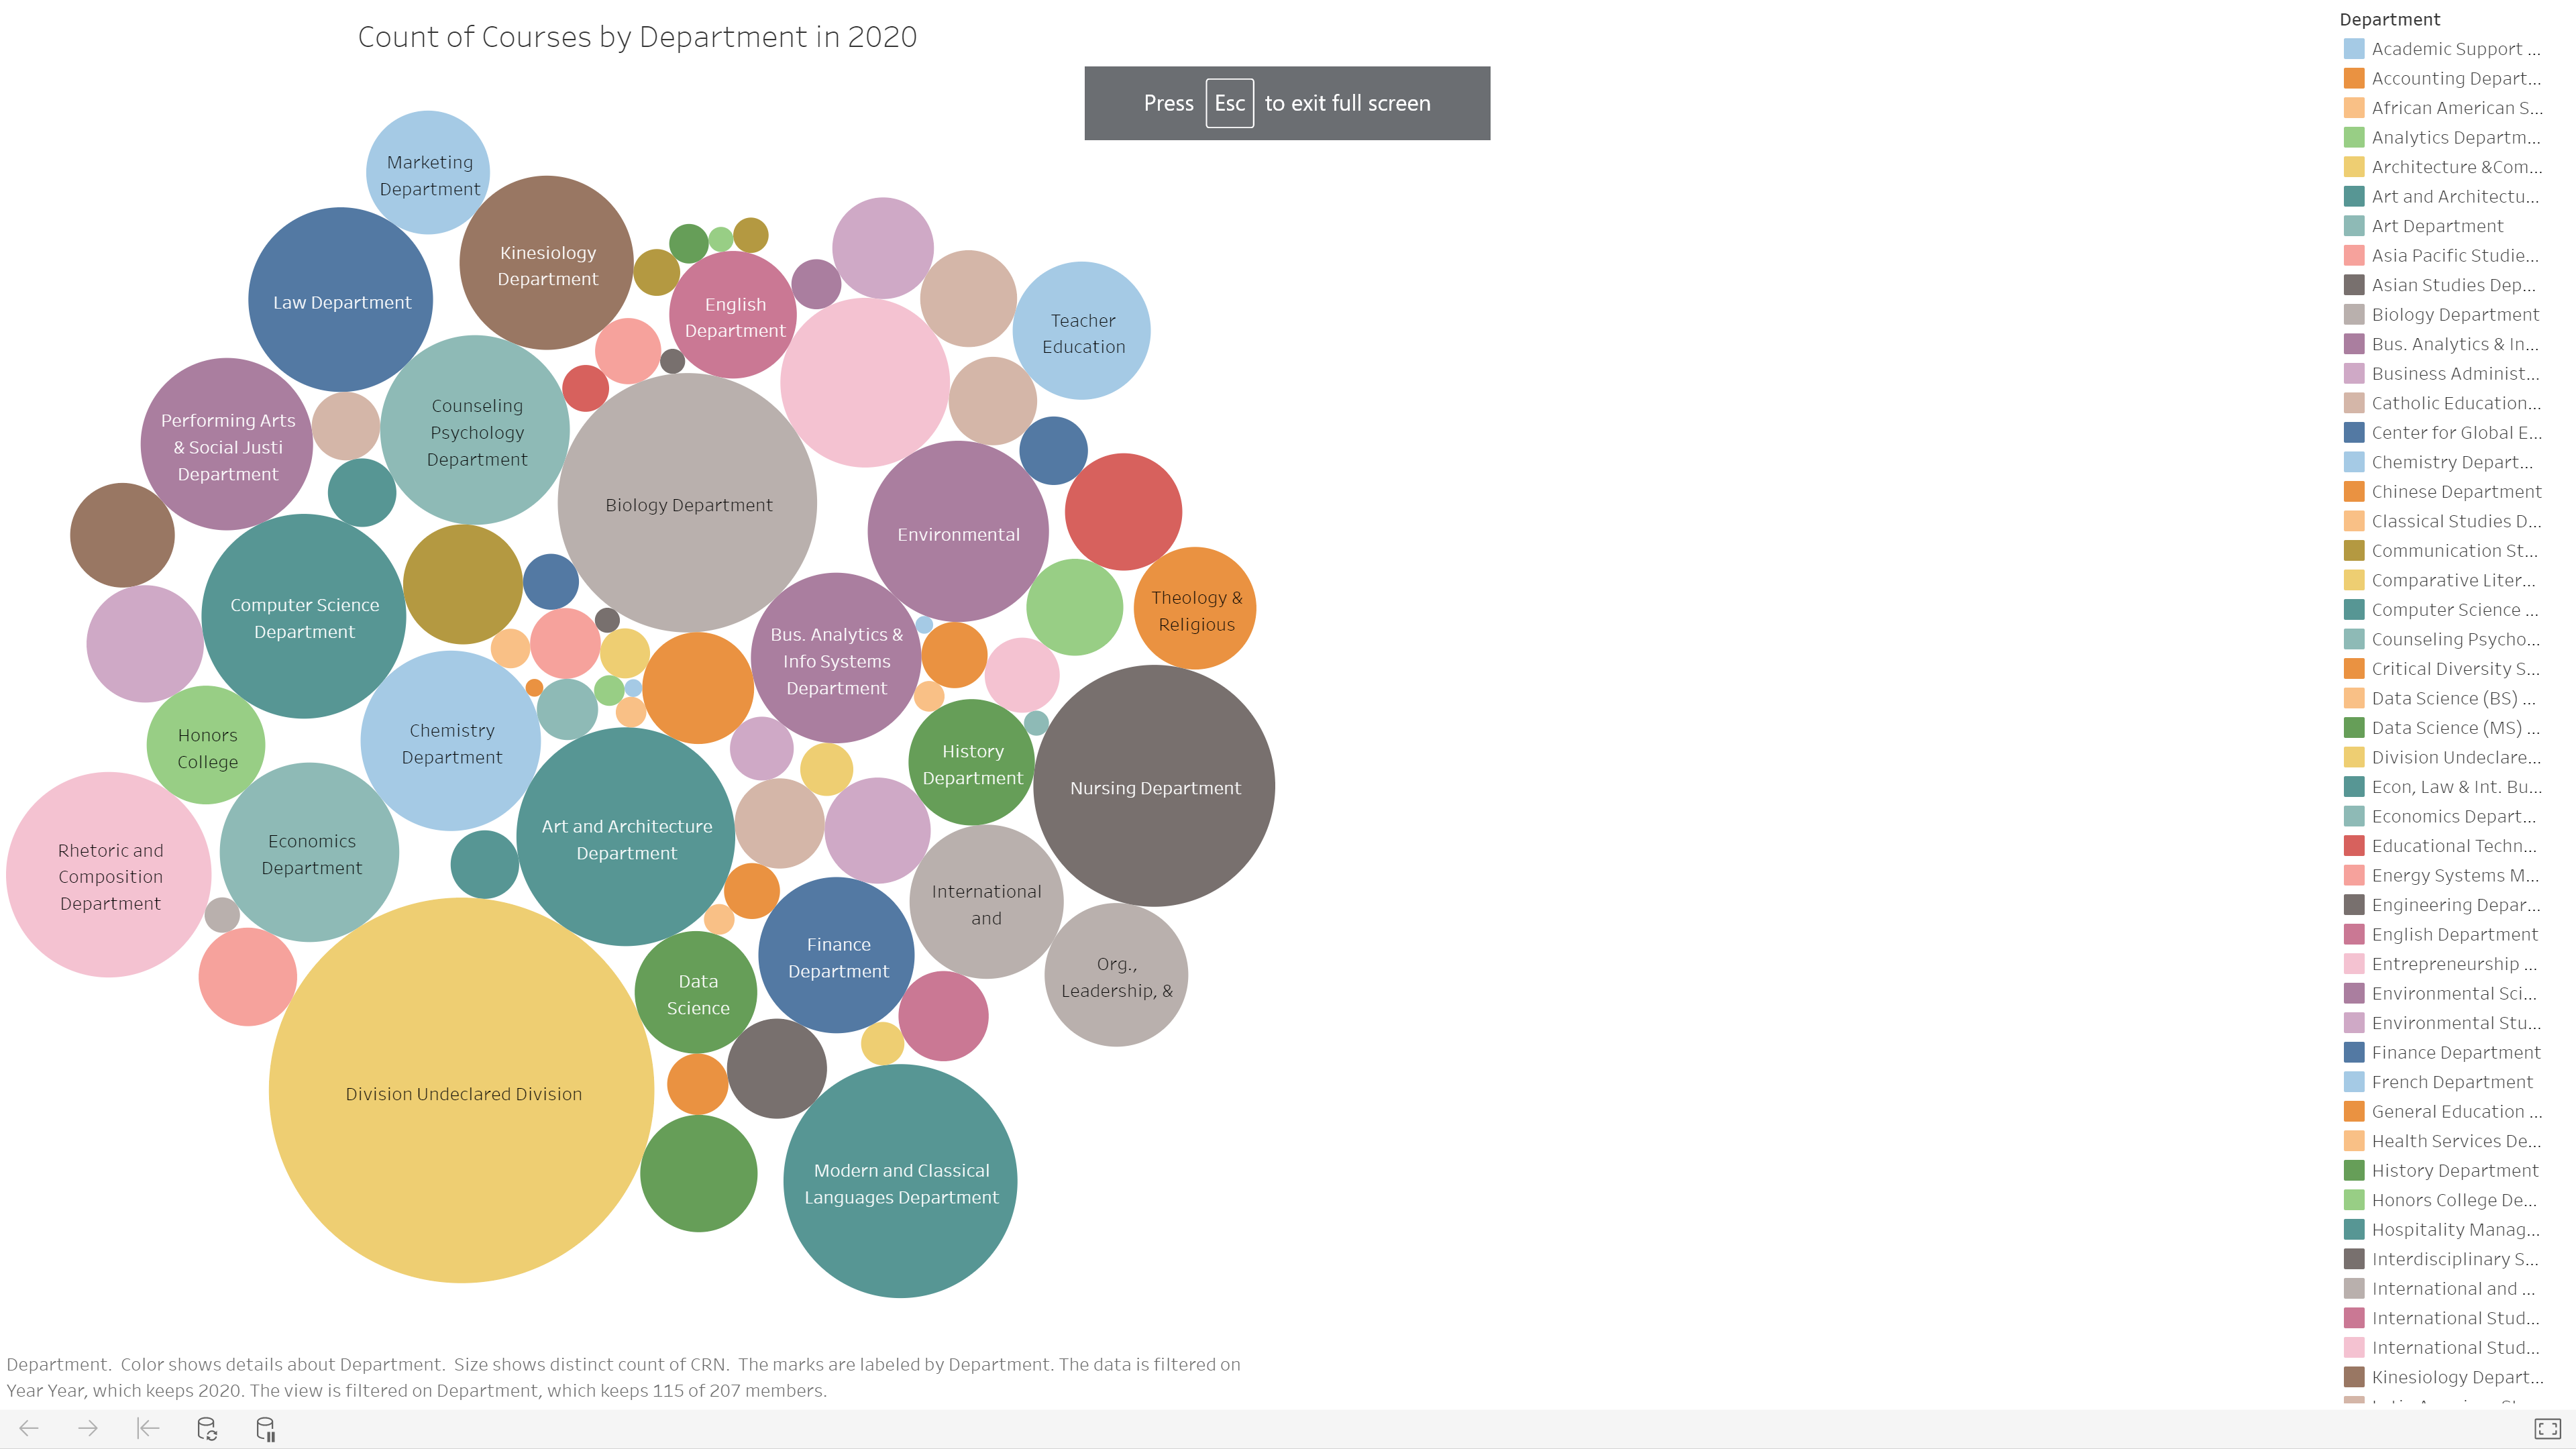 Count of Courses by Department in 2020
Press Esc to exit full screen
Marketing
Department
Kinesiology
Department
Law Department
English
Department
Teacher
Education
Counseling
Psychology
Department
Performing Arts
& Social Justi
Department
Biology Department
Environmental
Theology &
Religious
Computer Science
Department
Bus. Analytics &
Info Systems
Department
Honors
College
Chemistry
Department
History
Department
Nursing Department
Art and Architecture
Department
Economics
Department
Rhetoric and
Composition
Department
International
and
Finance
Department
Org.,
Leadership, &
Data
Science
Division Undeclared Division
Modern and Classical
Languages Department
Department
Academic Support ...
Accounting Depart...
African American S...
Analytics Departm...
Architecture &Com...
Art and Architectu...
Art Department
Asia Pacific Studie...
Asian Studies Dep...
Biology Department
Bus. Analytics & In...
Business Administ...
Catholic Education...
Center for Global E...
Chemistry Depart...
Chinese Department
Classical Studies D...
Communication St...
Comparative Liter...
Computer Science ...
Counseling Psycho...
Critical Diversity S...
Data Science (BS) ...
Data Science (MS) ...
Division Undeclare...
Econ, Law & Int. Bu...
Economics Depart...
Educational Techn...
Energy Systems M...
Engineering Depar...
English Department
Entrepreneurship ...
Environmental Sci...
Environmental Stu...
Finance Department
French Department
General Education ...
Health Services De...
History Department
Honors College De...
Hospitality Manag...
Interdisciplinary S...
International and ...
International Stud...
International Stud...
Kinesiology Depart...
Department.  Color shows details about Department.  Size shows distinct count of CRN.  The marks are labeled by Department. The data is filtered on
Year Year, which keeps 2020. The view is filtered on Department, which keeps 115 of 207 members.